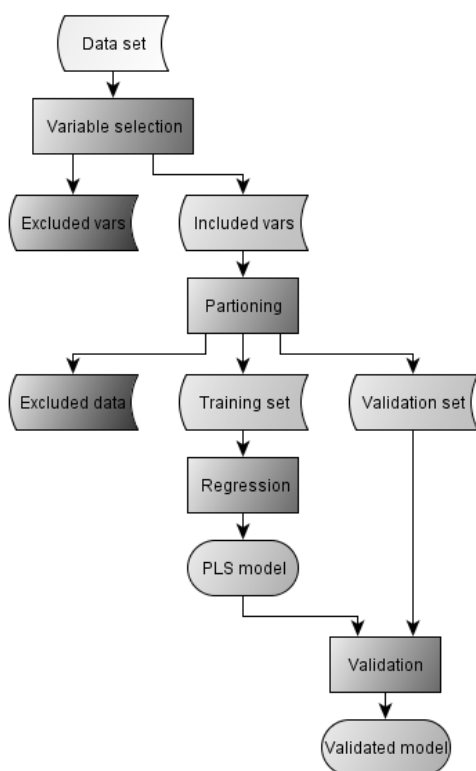 Data set
Variable selection
Excluded vars
Included vars
Partioning
Excluded data
Training set
Validation set
Regression
PLS model
Validation
Validated model